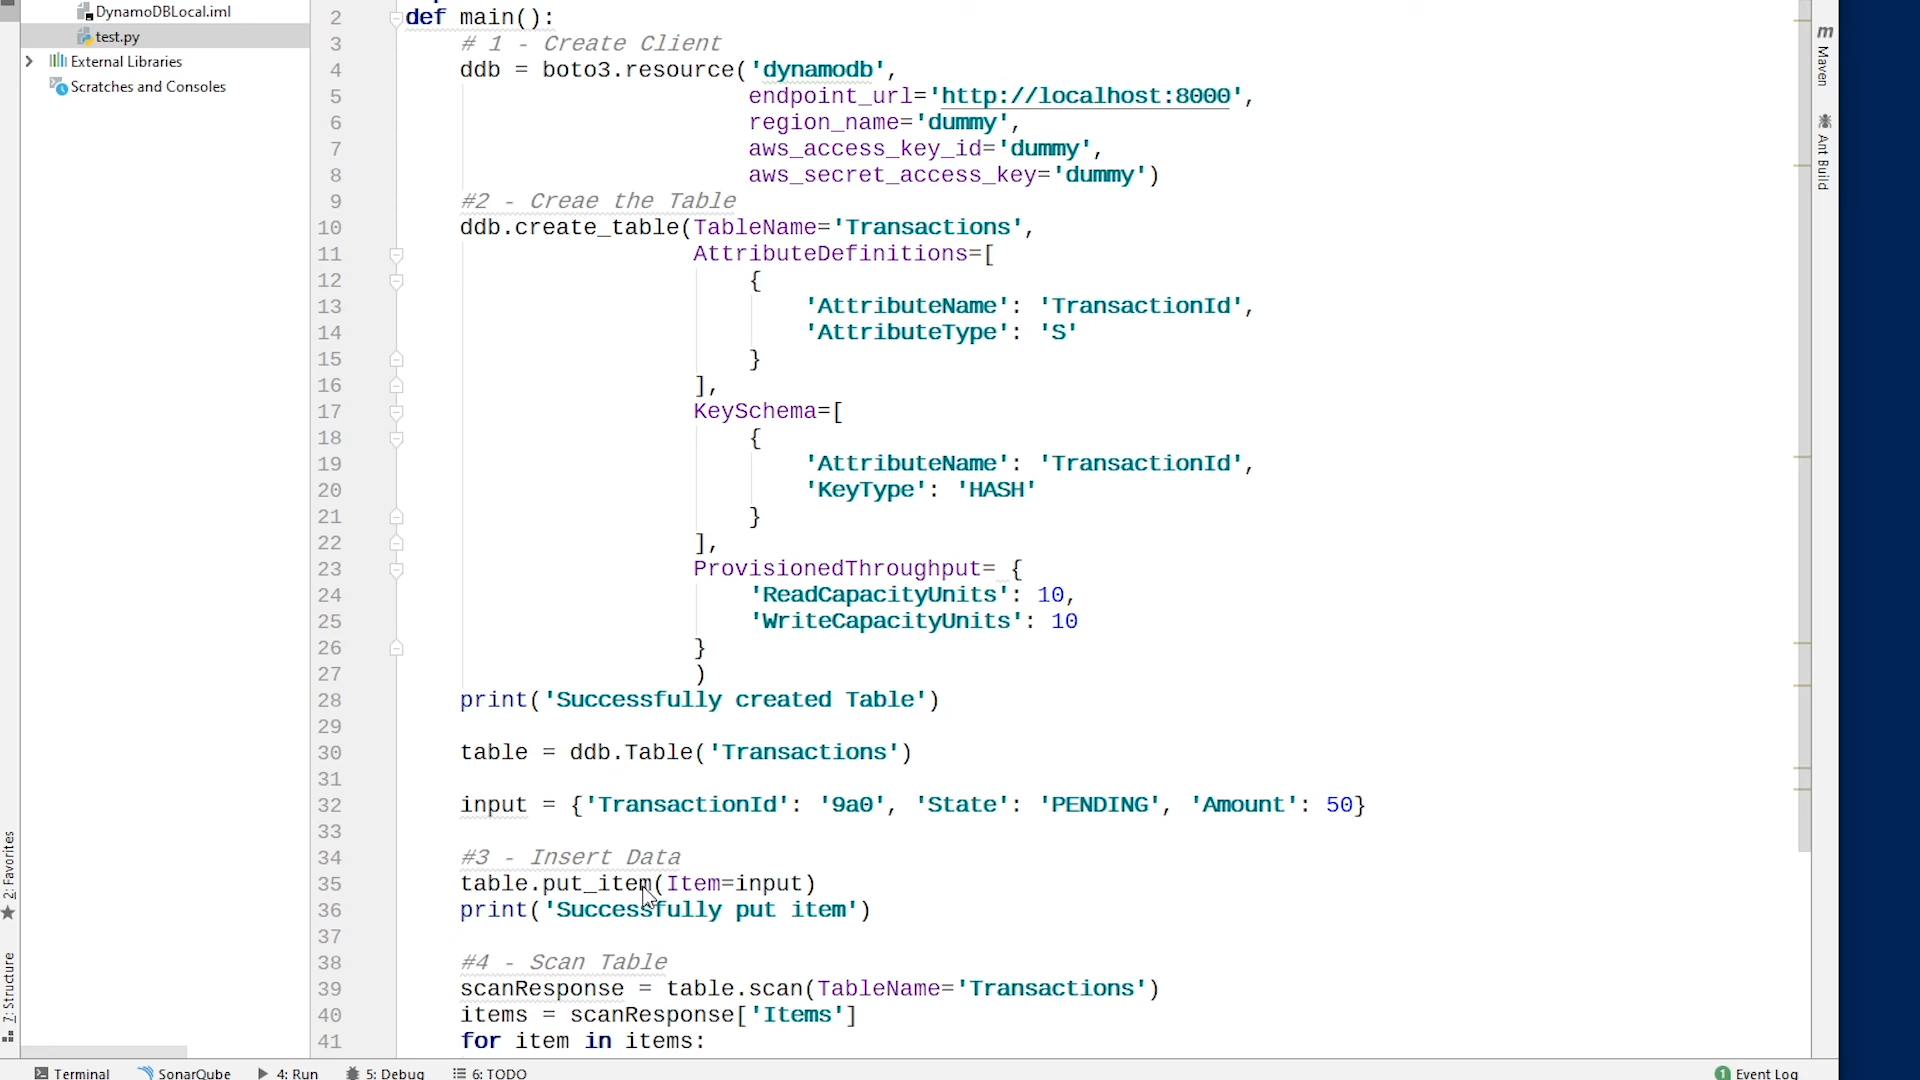 DynamoDBLocal.iml
test.py
External Libraries
Scratches and Consoles
2 def main():
3 # 1 - Create Client
4 ddb = boto3.resource('dynamodb',
5 endpoint_url='http://localhost:8000',
6 region_name='dummy',
7 aws_access_key_id='dummy',
8 aws_secret_access_key='dummy')
9 #2 - Creae the Table
10 ddb.create_table(TableName='Transactions',
11 AttributeDefinitions=[
12 {
13 'AttributeName': 'TransactionId',
14 'AttributeType': 'S'
15 }
16 ],
17 KeySchema=[
18 {
19 'AttributeName': 'TransactionId',
20 'KeyType': 'HASH'
21 }
22 ],
23 ProvisionedThroughput= {
24 'ReadCapacityUnits': 10,
25 'WriteCapacityUnits': 10
26 }
27 )
28 print('Successfully created Table')
29
30 table = ddb.Table('Transactions')
31
32 input = {'TransactionId': '9a0', 'State': 'PENDING', 'Amount': 50}
33
34 #3 - Insert Data
35 table.put_item(Item=input)
36 print('Successfully put item')
37
38 #4 - Scan Table
39 scanResponse = table.scan(TableName='Transactions')
40 items = scanResponse['Items']
41 for item in items:
m Maven
Ant Build
2: Favorites
7: Structure
Terminal SonarQube 4: Run 5: Debug 6: TODO 1 Event Log